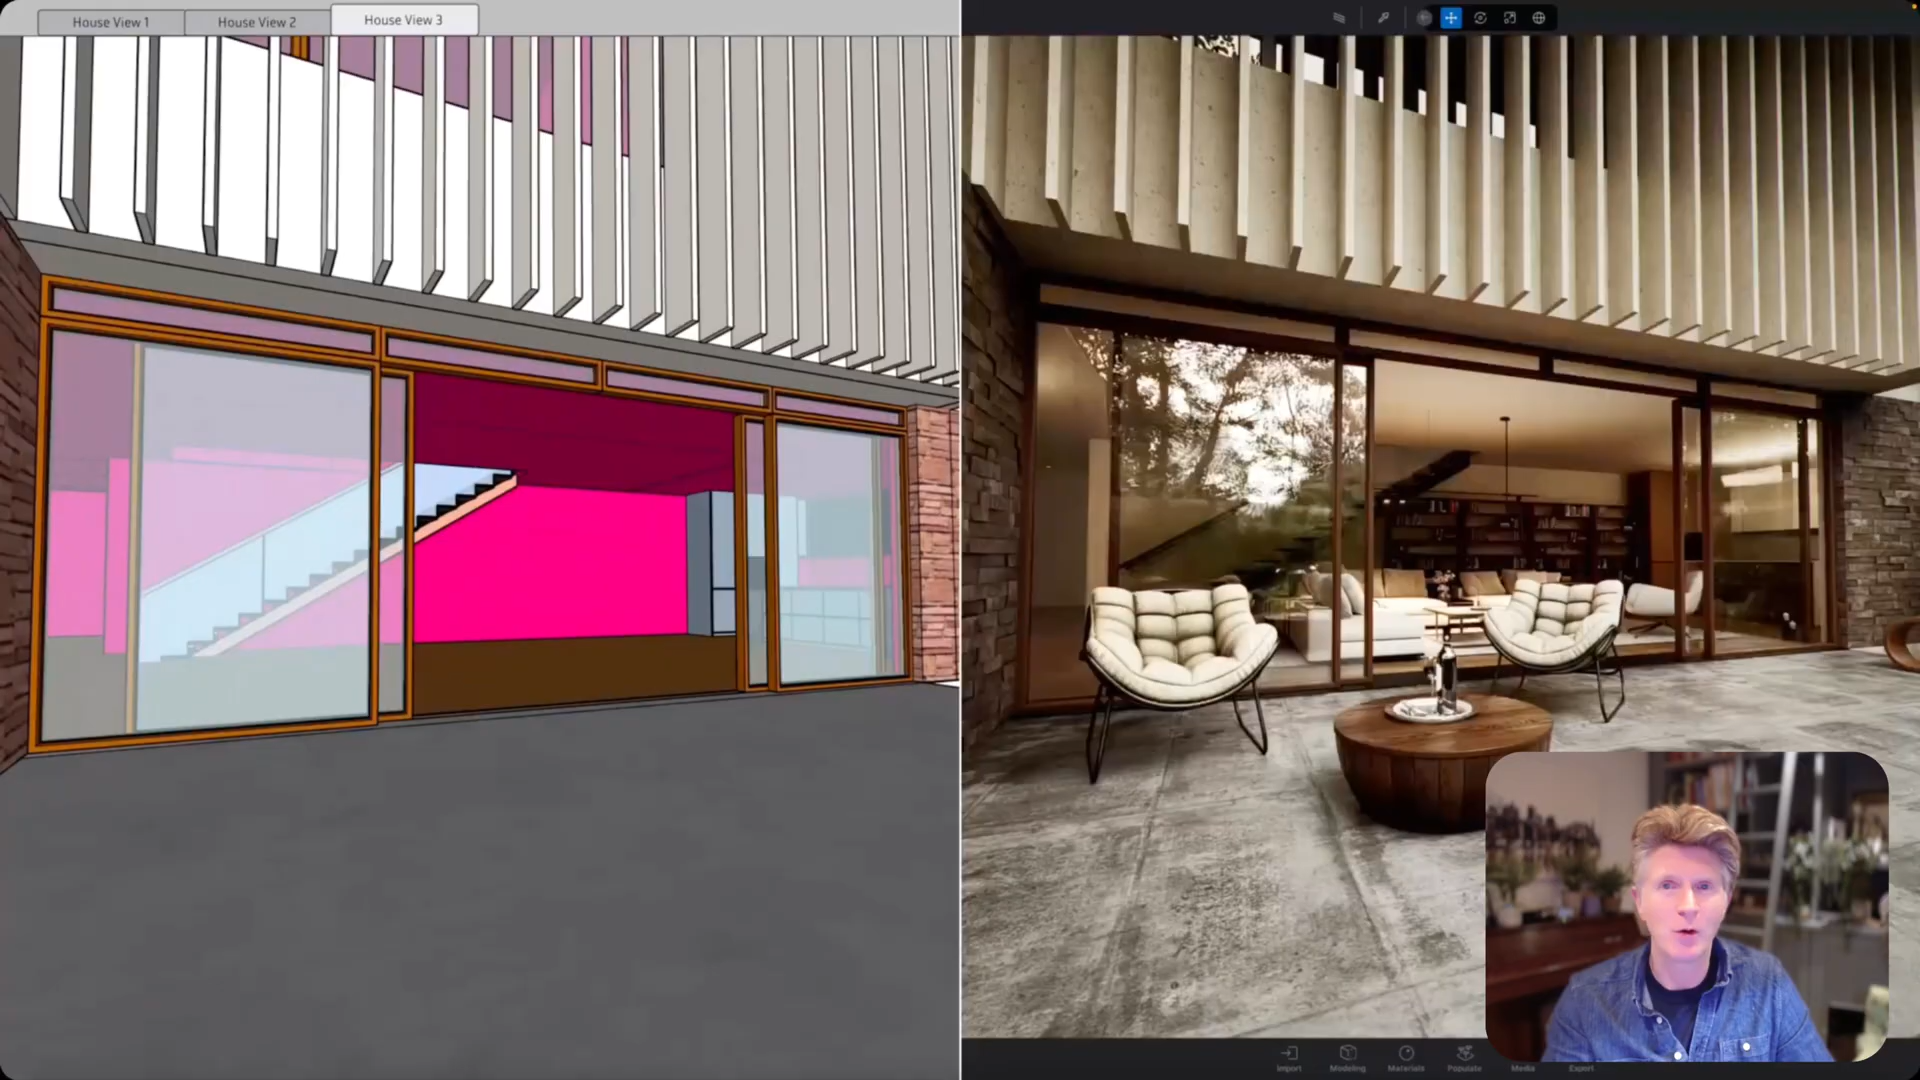 House View 1
House View 2
House View 3
Import
Modeling
Materials
Populate
Media
Export